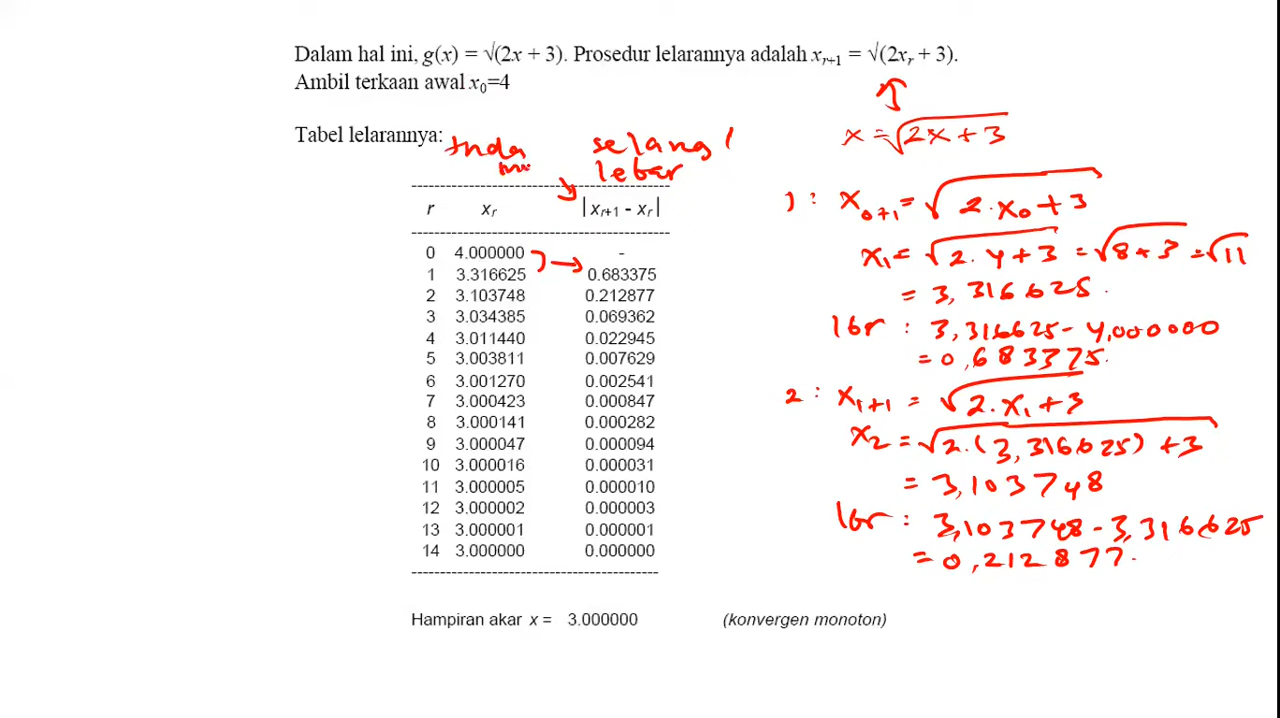 Dalam hal ini, g(x) = √(2x + 3). Prosedur lelarannya adalah xr+1 = √(2xr + 3).
Ambil terkaan awal x0=4
x = √2x + 3
Tabel lelarannya:
selang
lebar
r xr |xr+1 - xr|
0 4.000000 -
1 3.316625 0.683375
2 3.103748 0.212877
3 3.034385 0.069362
4 3.011440 0.022945
5 3.003811 0.007629
6 3.001270 0.002541
7 3.000423 0.000847
8 3.000141 0.000282
9 3.000047 0.000094
10 3.000016 0.000031
11 3.000005 0.000010
12 3.000002 0.000003
13 3.000001 0.000001
14 3.000000 0.000000
Hampiran akar x = 3.000000 (konvergen monoton)
1 : x0+1 = √2.x0 + 3
x1 = √2.4 + 3 = √8 + 3 = √11
= 3,316625.
lbr : 3,316625 - 4,000000
= 0,683375.
2 : x1+1 = √2.x1 + 3
x2 = √2.(3,316625) + 3
= 3,103748
lbr : 3,103748 - 3,316625
= 0,212877.